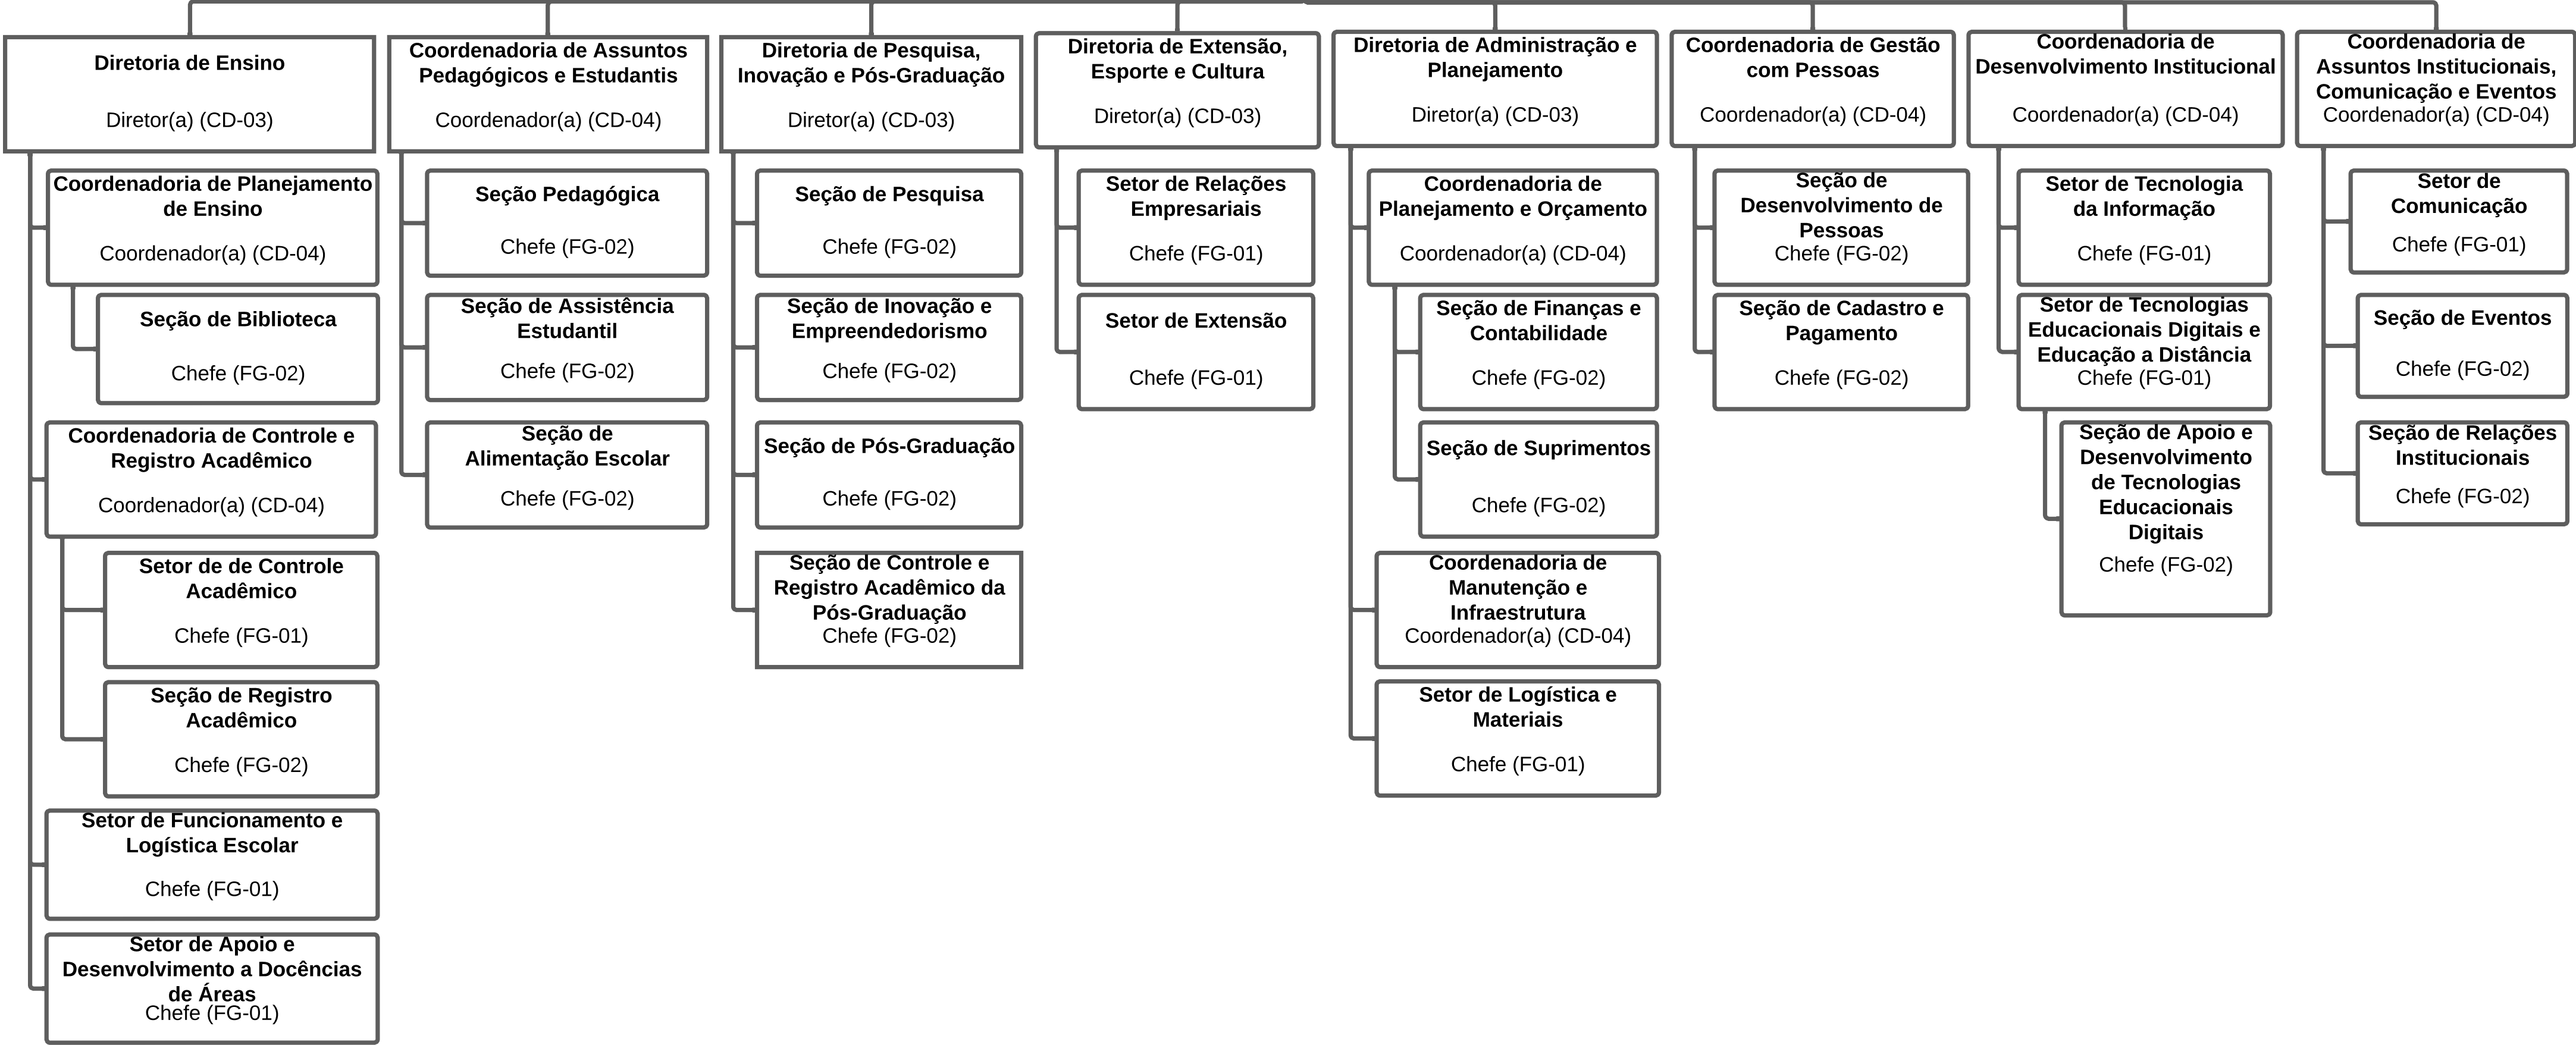 Diretoria de Ensino
Diretor(a) (CD-03)
Coordenadoria de Planejamento
de Ensino
Coordenador(a) (CD-04)
Seção de Biblioteca
Chefe (FG-02)
Coordenadoria de Controle e
Registro Acadêmico
Coordenador(a) (CD-04)
Setor de de Controle
Acadêmico
Chefe (FG-01)
Seção de Registro
Acadêmico
Chefe (FG-02)
Setor de Funcionamento e
Logística Escolar
Chefe (FG-01)
Setor de Apoio e
Desenvolvimento a Docências
de Áreas
Chefe (FG-01)
Coordenadoria de Assuntos
Pedagógicos e Estudantis
Coordenador(a) (CD-04)
Seção Pedagógica
Chefe (FG-02)
Seção de Assistência
Estudantil
Chefe (FG-02)
Seção de
Alimentação Escolar
Chefe (FG-02)
Diretoria de Pesquisa,
Inovação e Pós-Graduação
Diretor(a) (CD-03)
Seção de Pesquisa
Chefe (FG-02)
Seção de Inovação e
Empreendedorismo
Chefe (FG-02)
Seção de Pós-Graduação
Chefe (FG-02)
Seção de Controle e
Registro Acadêmico da
Pós-Graduação
Chefe (FG-02)
Diretoria de Extensão,
Esporte e Cultura
Diretor(a) (CD-03)
Setor de Relações
Empresariais
Chefe (FG-01)
Setor de Extensão
Chefe (FG-01)
Diretoria de Administração e
Planejamento
Diretor(a) (CD-03)
Coordenadoria de
Planejamento e Orçamento
Coordenador(a) (CD-04)
Seção de Finanças e
Contabilidade
Chefe (FG-02)
Seção de Suprimentos
Chefe (FG-02)
Coordenadoria de
Manutenção e
Infraestrutura
Coordenador(a) (CD-04)
Setor de Logística e
Materiais
Chefe (FG-01)
Coordenadoria de Gestão
com Pessoas
Coordenador(a) (CD-04)
Seção de
Desenvolvimento de
Pessoas
Chefe (FG-02)
Seção de Cadastro e
Pagamento
Chefe (FG-02)
Coordenadoria de
Desenvolvimento Institucional
Coordenador(a) (CD-04)
Setor de Tecnologia
da Informação
Chefe (FG-01)
Setor de Tecnologias
Educacionais Digitais e
Educação a Distância
Chefe (FG-01)
Seção de Apoio e
Desenvolvimento
de Tecnologias
Educacionais
Digitais
Chefe (FG-02)
Coordenadoria de
Assuntos Institucionais,
Comunicação e Eventos
Coordenador(a) (CD-04)
Setor de
Comunicação
Chefe (FG-01)
Seção de Eventos
Chefe (FG-02)
Seção de Relações
Institucionais
Chefe (FG-02)